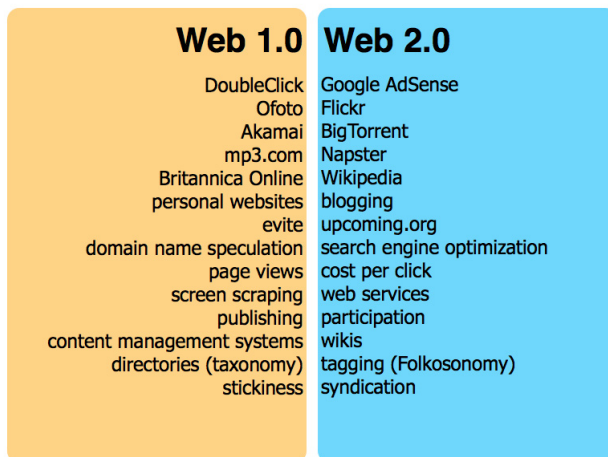 Web 1.0 Web 2.0
DoubleClick Google AdSense
Ofoto Flickr
Akamai BigTorrent
mp3.com Napster
Britannica Online Wikipedia
personal websites blogging
evite upcoming.org
domain name speculation search engine optimization
page views cost per click
screen scraping web services
publishing participation
content management systems wikis
directories (taxonomy) tagging (Folkosonomy)
stickiness syndication